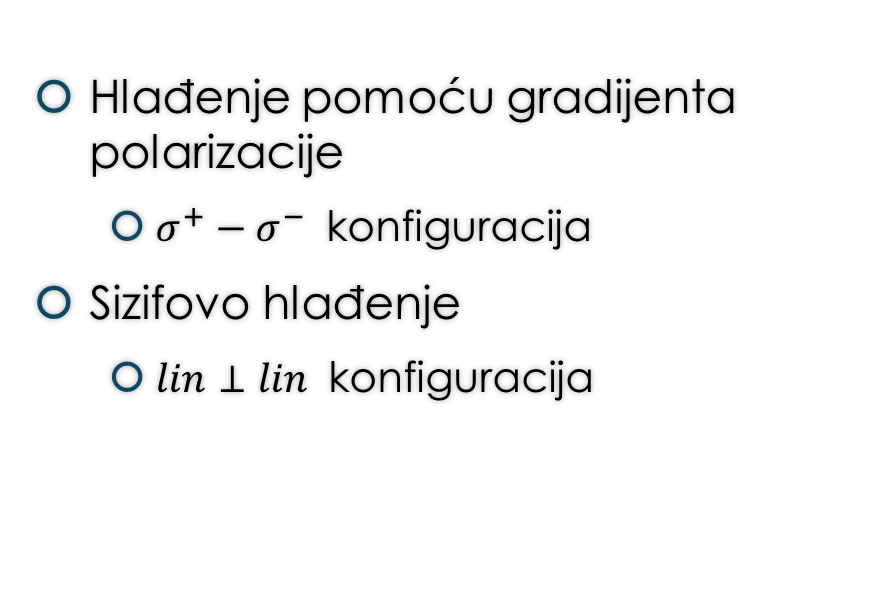 Hlađenje pomoću gradijenta
polarizacije
σ⁺ − σ⁻ konfiguracija
Sizifovo hlađenje
lin ⊥ lin konfiguracija